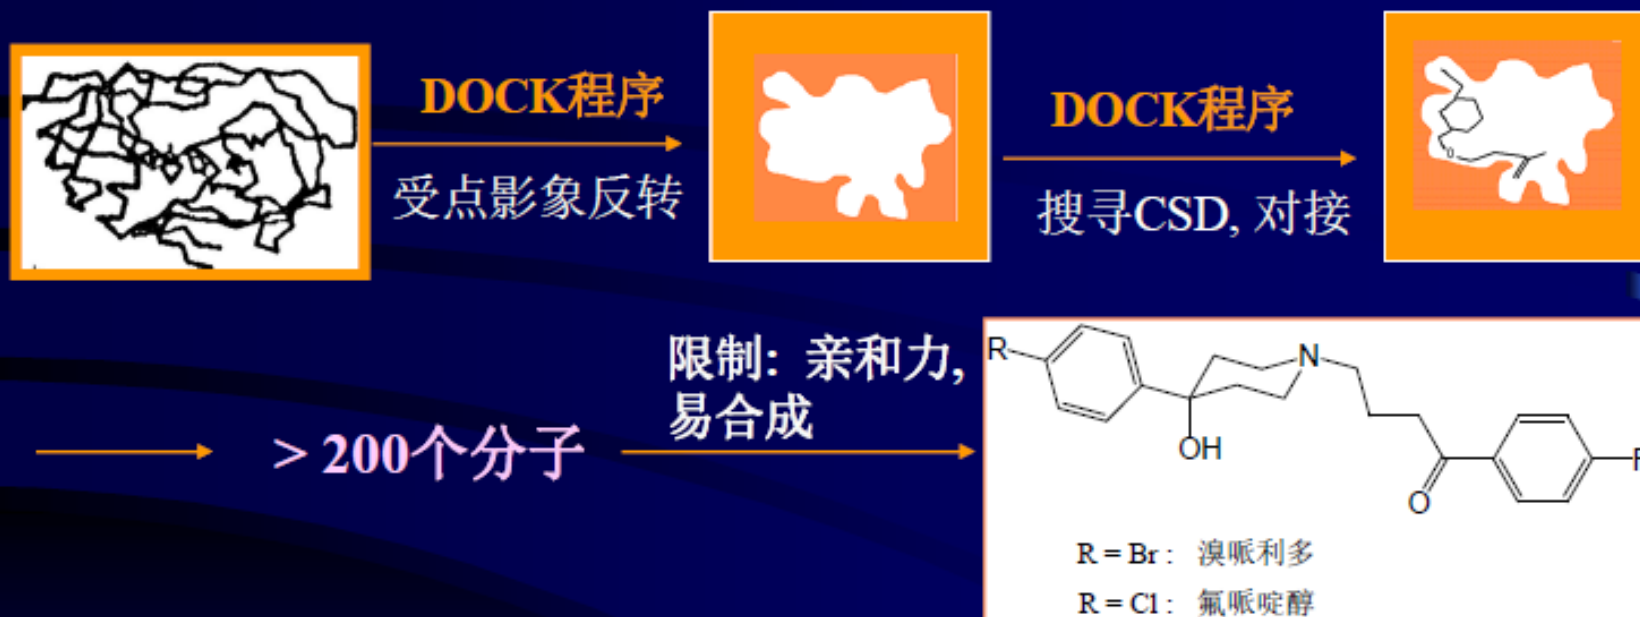 DOCK程序
受点影象反转
DOCK程序
搜寻CSD, 对接
> 200个分子
限制: 亲和力,
易合成
R
N
OH
O
F
R = Br : 溴哌利多
R = Cl : 氟哌啶醇